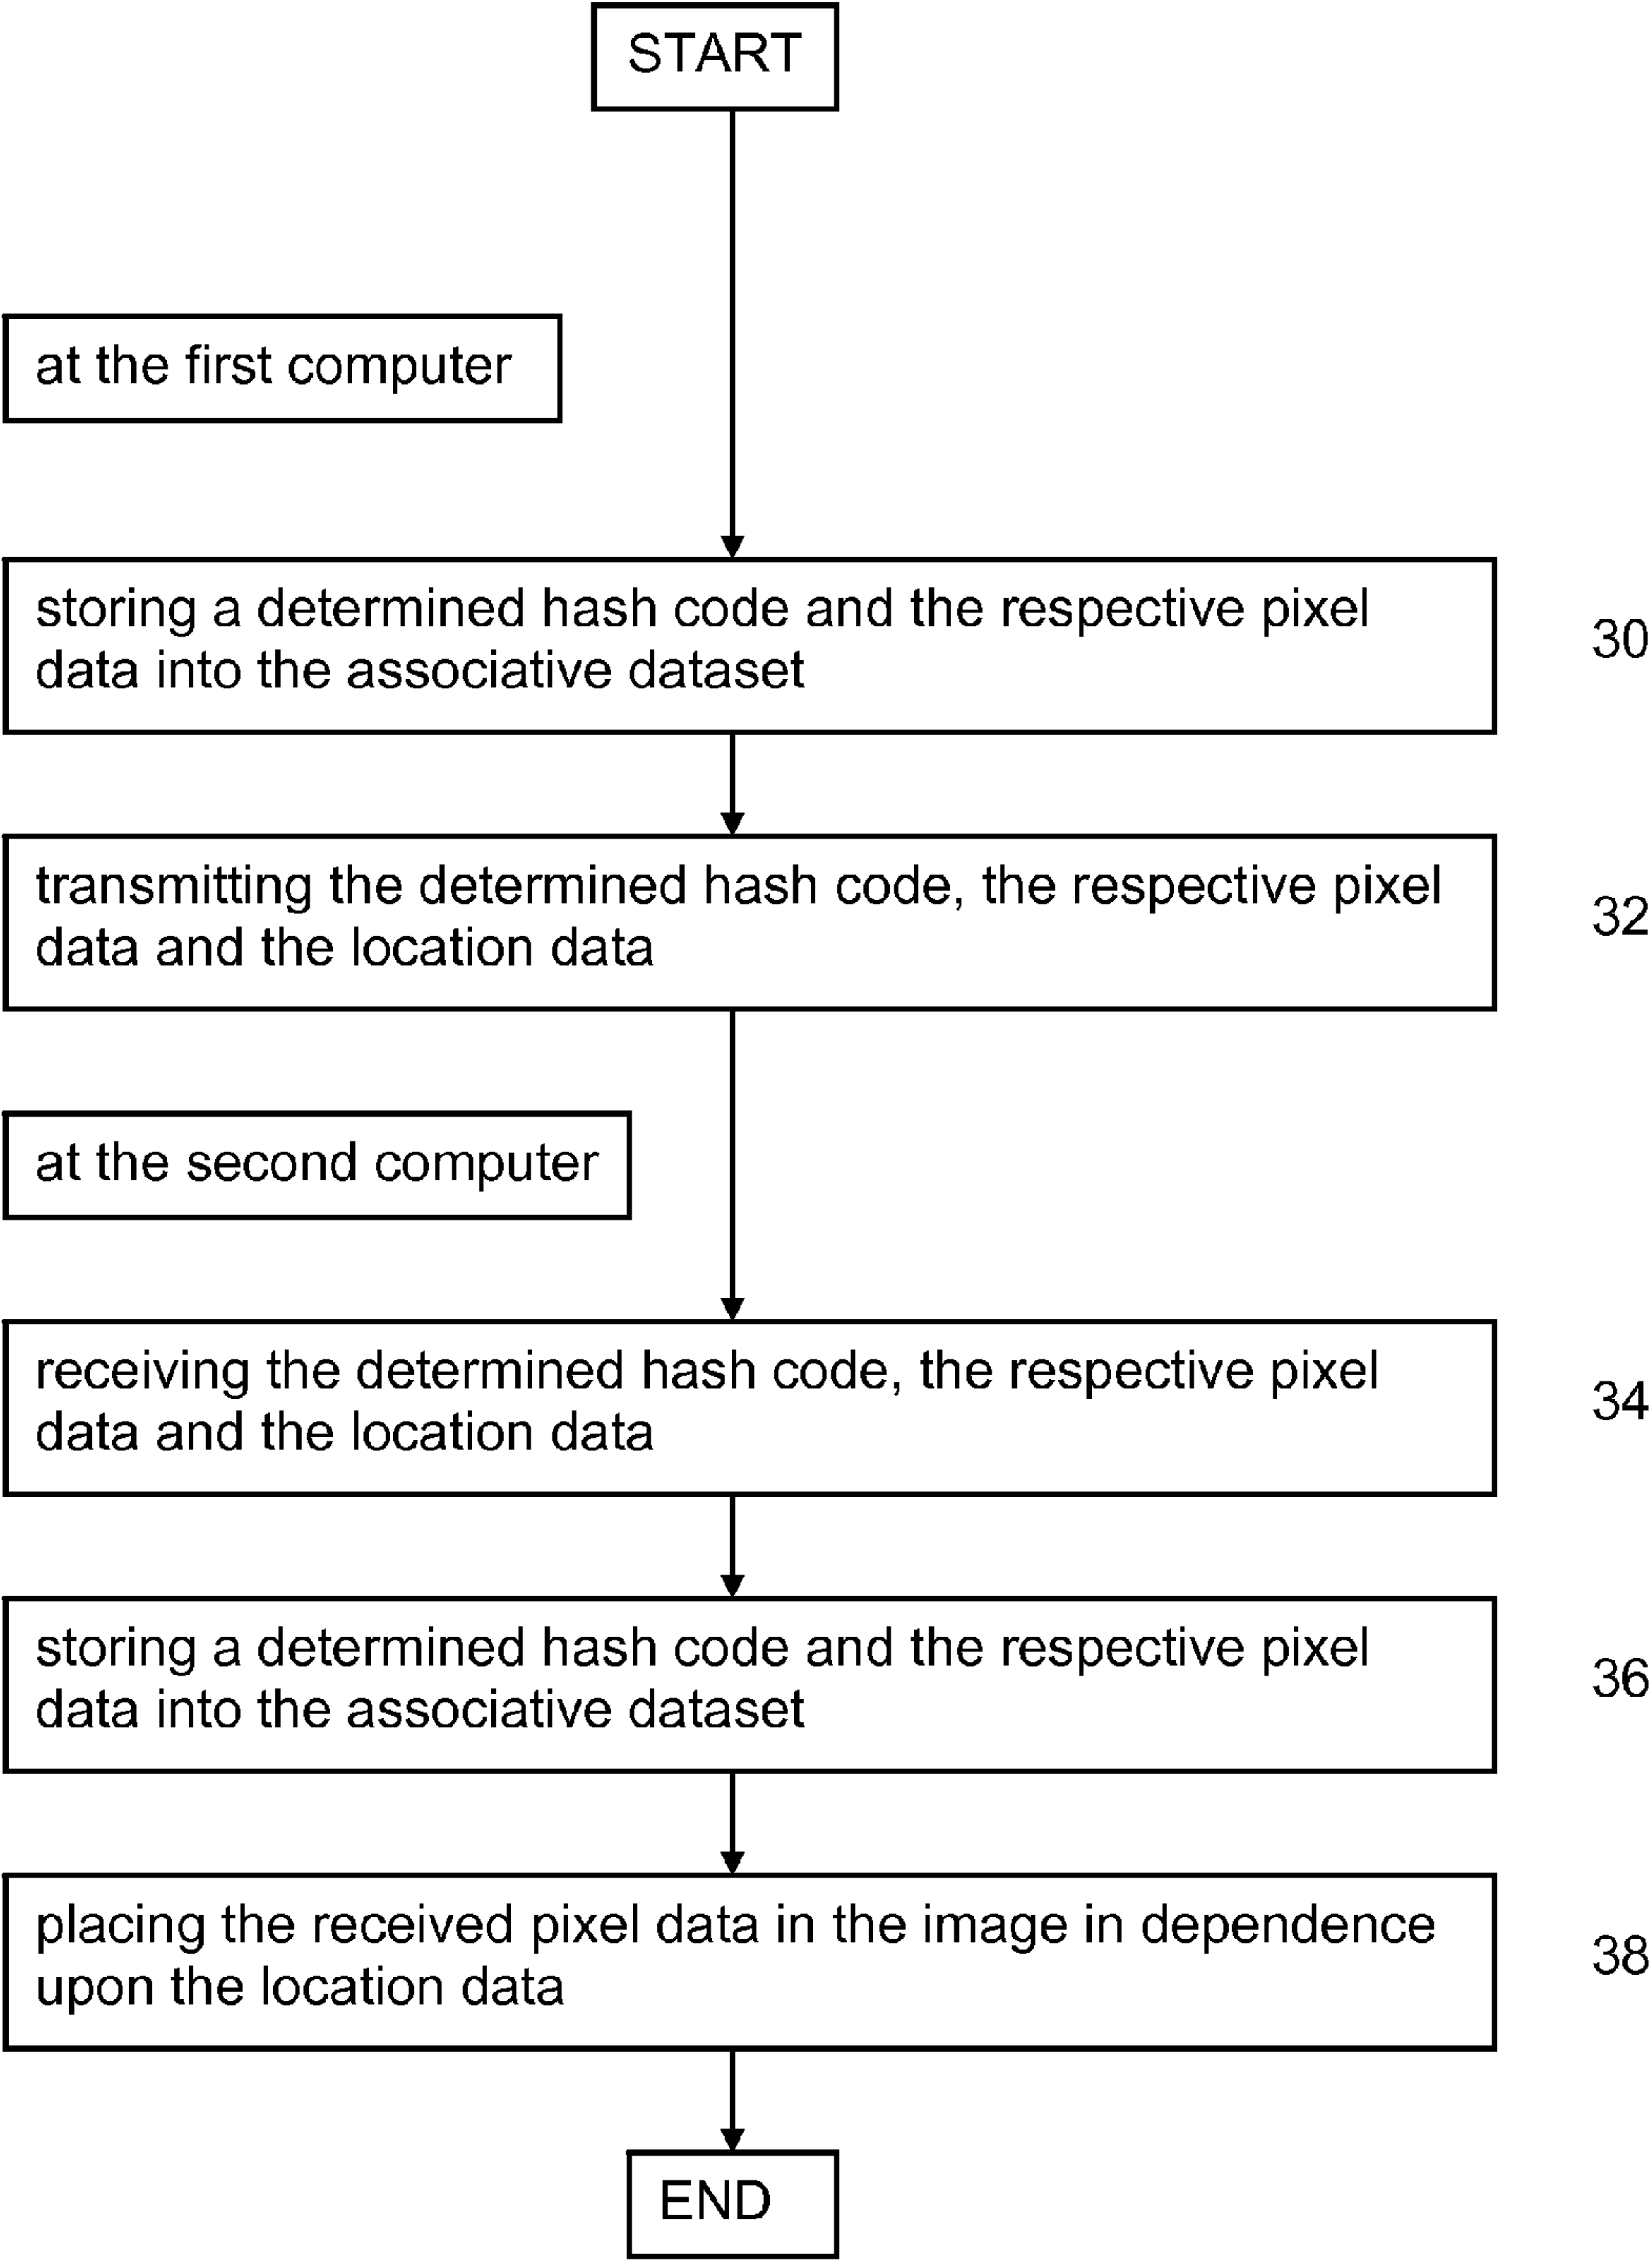 START
at the first computer
storing a determined hash code and the respective pixel
data into the associative dataset
30
transmitting the determined hash code, the respective pixel
data and the location data
32
at the second computer
receiving the determined hash code, the respective pixel
data and the location data
34
storing a determined hash code and the respective pixel
data into the associative dataset
36
placing the received pixel data in the image in dependence
upon the location data
38
END